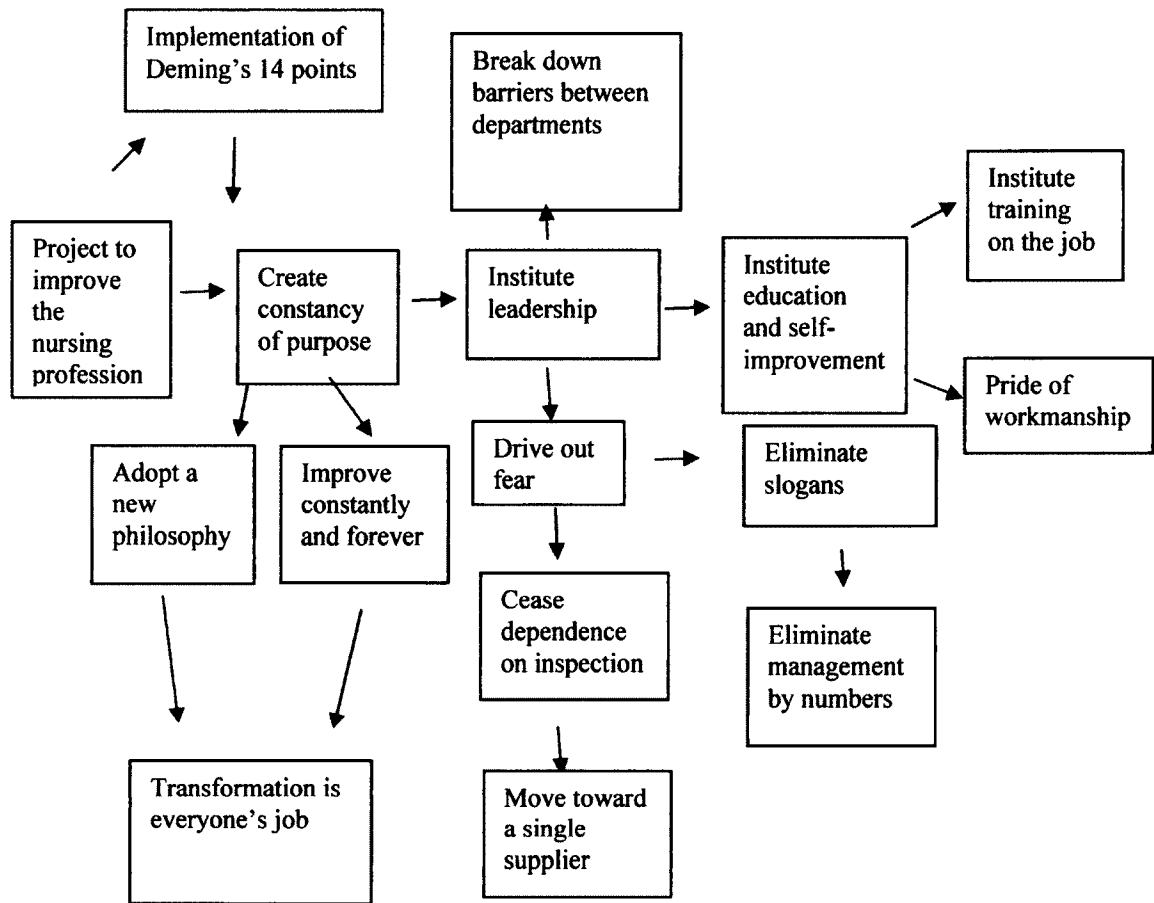 Implementation of
Deming's 14 points
Break down
barriers between
departments
Institute
training
on the job
Project to
improve
the
nursing
profession
Create
constancy
of purpose
Institute
leadership
Institute
education
and self-
improvement
Pride of
workmanship
Adopt a
new
philosophy
Improve
constantly
and forever
Drive out
fear
Eliminate
slogans
Cease
dependence
on inspection
Eliminate
management
by numbers
Transformation is
everyone's job
Move toward
a single
supplier